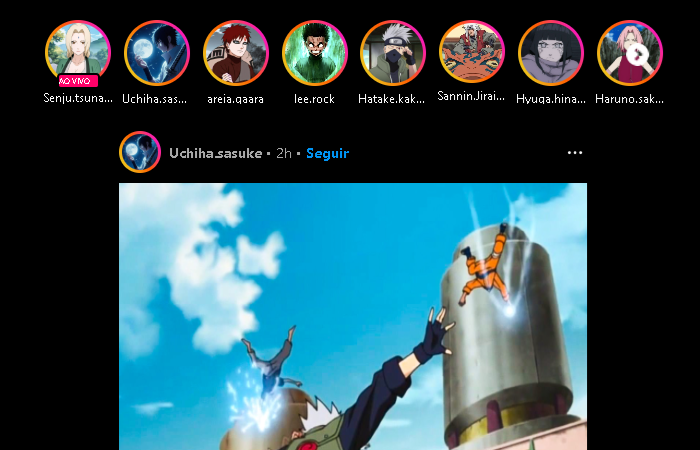 AO VIVO
Senju.tsuna... Uchiha.sas... areia.gaara lee.rock Hatake.kak... Sannin.Jirai... Hyuga.hina... Haruno.sak...
Uchiha.sasuke • 2h • Seguir